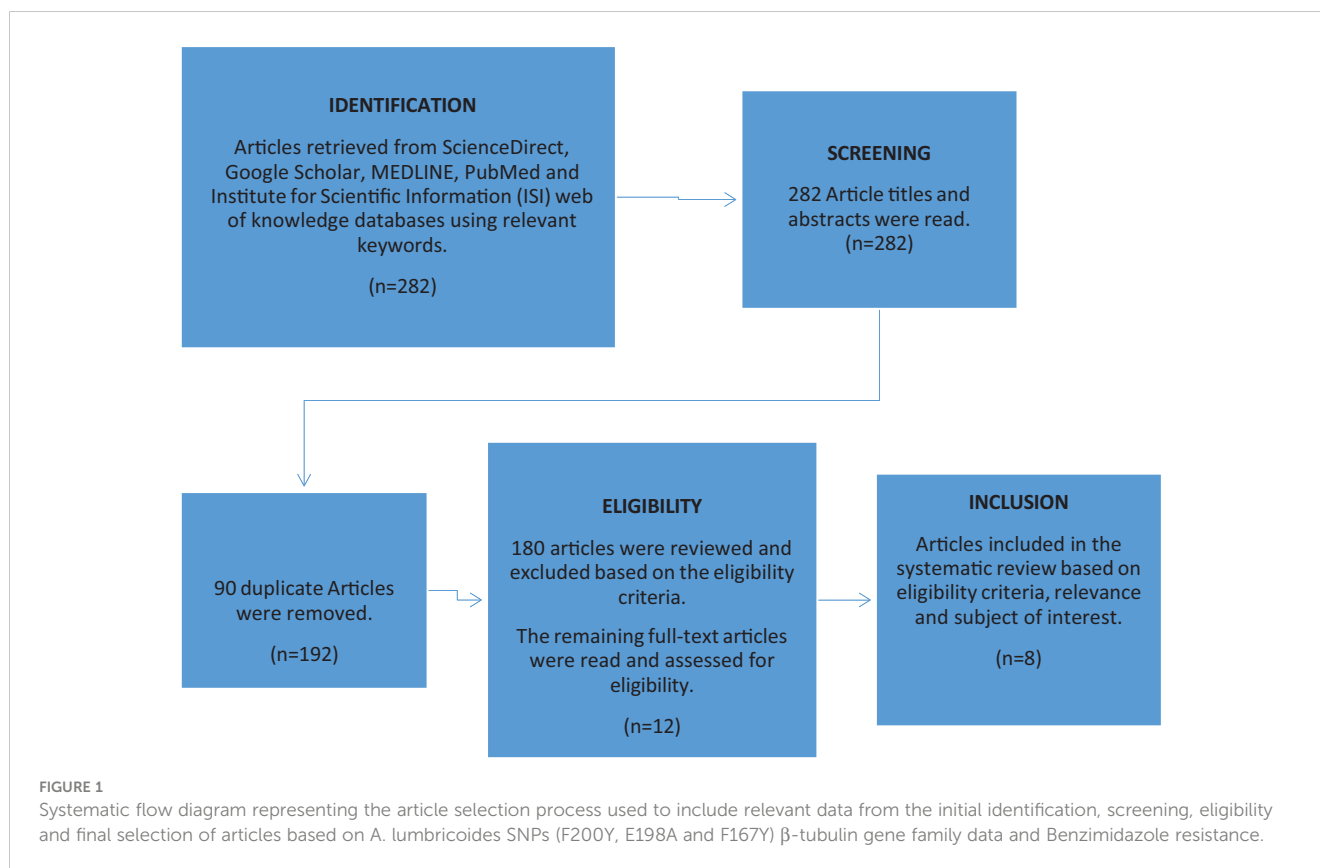 IDENTIFICATION
Articles retrieved from ScienceDirect,
Google Scholar, MEDLINE, PubMed and
Institute for Scientific Information (ISI) web
of knowledge databases using relevant
keywords.
(n=282)
SCREENING
282 Article titles and
abstracts were read.
(n=282)
90 duplicate Articles
were removed.
(n=192)
ELIGIBILITY
180 articles were reviewed and
excluded based on the eligibility
criteria.
The remaining full-text articles
were read and assessed for
eligibility.
(n=12)
INCLUSION
Articles included in the
systematic review based on
eligibility criteria, relevance
and subject of interest.
(n=8)
FIGURE 1
Systematic flow diagram representing the article selection process used to include relevant data from the initial identification, screening, eligibility
and final selection of articles based on A. lumbricoides SNPs (F200Y, E198A and F167Y) β-tubulin gene family data and Benzimidazole resistance.